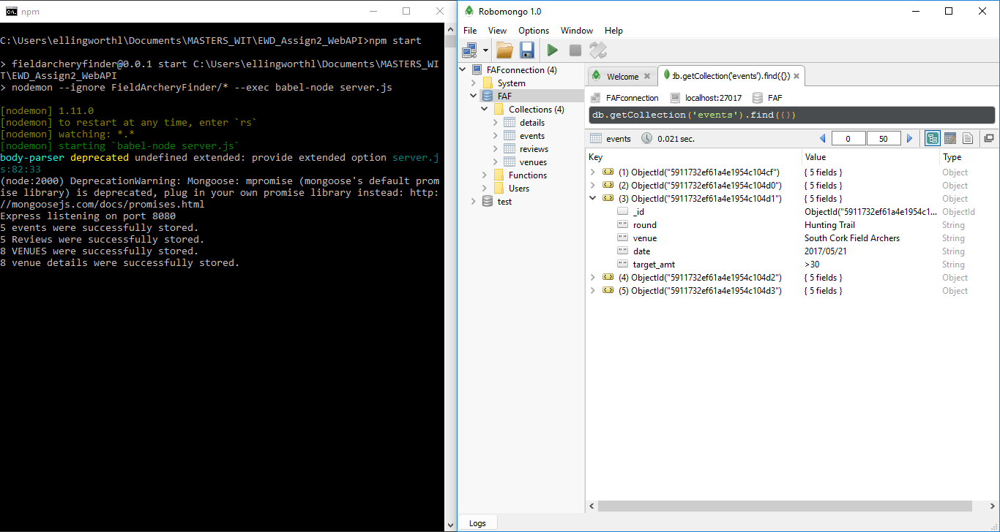 npm
C:\Users\ellingworthl\Documents\MASTERS_WIT\EWD_Assign2_WebAPI>npm start
> fieldarcheryfinder@0.0.1 start C:\Users\ellingworthl\Documents\MASTERS_WI
T\EWD_Assign2_WebAPI
> nodemon --ignore FieldArcheryFinder/* --exec babel-node server.js
[nodemon] 1.11.0
[nodemon] to restart at any time, enter `rs`
[nodemon] watching: *.*
[nodemon] starting `babel-node server.js`
body-parser deprecated undefined extended: provide extended option server.j
s:82:33
(node:2000) DeprecationWarning: Mongoose: mpromise (mongoose's default prom
ise library) is deprecated, plug in your own promise library instead: http:
//mongoosejs.com/docs/promises.html
Express listening on port 8080
5 events were successfully stored.
5 Reviews were successfully stored.
8 VENUES were successfully stored.
8 venue details were successfully stored.
Robomongo 1.0
File View Options Window Help
FAFconnection (4)
System
FAF
Collections (4)
details
events
reviews
venues
Functions
Users
test
Welcome db.getCollection('events').find({})
FAFconnection localhost:27017 FAF
db.getCollection('events').find({})
events 0.021 sec. 0 50
Key Value Type
(1) ObjectId("5911732ef61a4e1954c104cf") { 5 fields } Object
(2) ObjectId("5911732ef61a4e1954c104d0") { 5 fields } Object
(3) ObjectId("5911732ef61a4e1954c104d1") { 5 fields } Object
_id ObjectId("5911732ef61a4e1954c1... ObjectId
round Hunting Trail String
venue South Cork Field Archers String
date 2017/05/21 String
target_amt >30 String
(4) ObjectId("5911732ef61a4e1954c104d2") { 5 fields } Object
(5) ObjectId("5911732ef61a4e1954c104d3") { 5 fields } Object
Logs